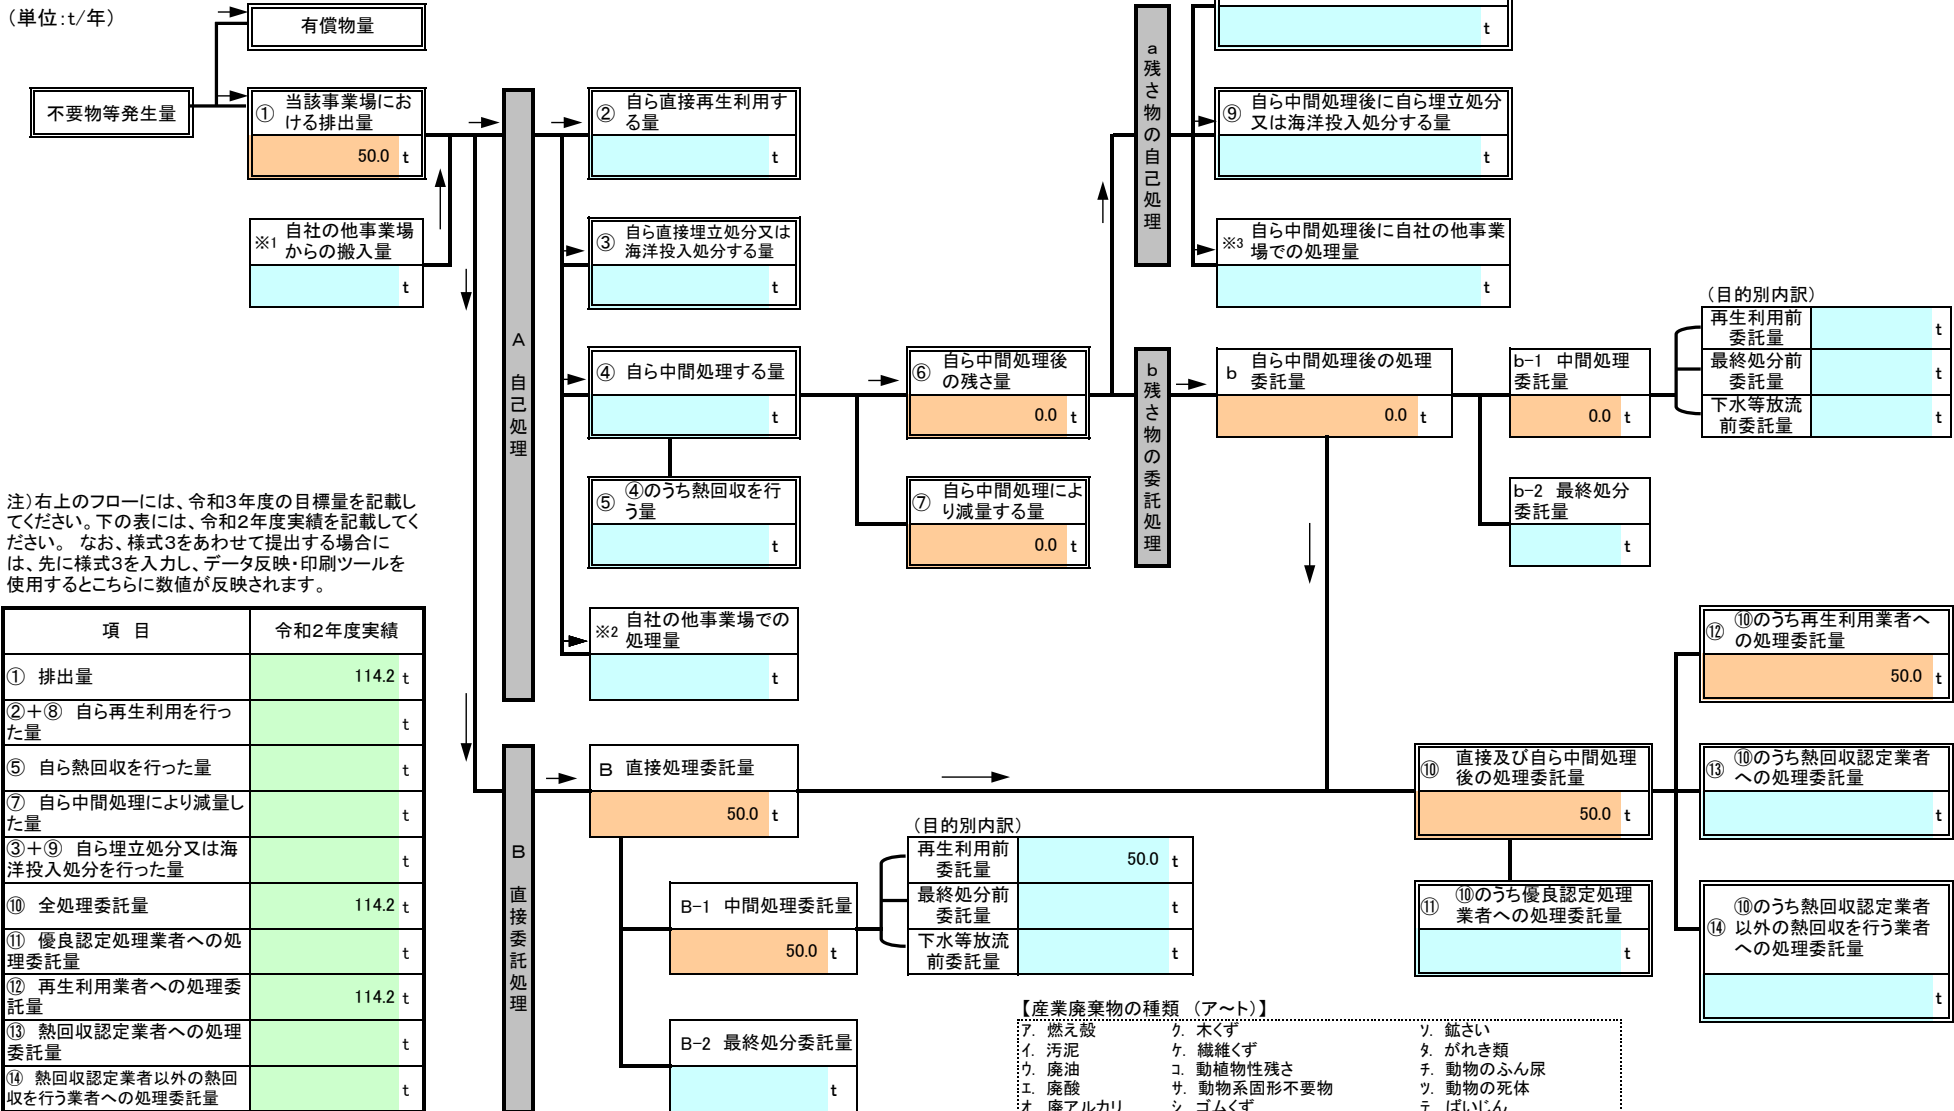 （単位：t/年）
有償物量
不要物等発生量
① 当該事業場にお
ける排出量
50.0 t
※1 自社の他事業場
からの搬入量
t
A 自己処理
② 自ら直接再生利用す
る量
t
③ 自ら直接埋立処分又は
海洋投入処分する量
t
④ 自ら中間処理する量
t
⑤ ④のうち熱回収を行
う量
t
※2 自社の他事業場での
処理量
t
⑥ 自ら中間処理後
の残さ量
0.0 t
⑦ 自ら中間処理によ
り減量する量
0.0 t
a 残さ物の自己処理
t
⑨ 自ら中間処理後に自ら埋立処分
又は海洋投入処分する量
t
※3 自ら中間処理後に自社の他事業
場での処理量
t
b 残さ物の委託処理
b 自ら中間処理後の処理
委託量
0.0 t
b-1 中間処理
委託量
0.0 t
（目的別内訳）
再生利用前
委託量
t
最終処分前
委託量
t
下水等放流
前委託量
t
b-2 最終処分
委託量
t
注）右上のフローには、令和３年度の目標量を記載し
てください。下の表には、令和２年度実績を記載してく
ださい。 なお、様式３をあわせて提出する場合に
は、先に様式３を入力し、データ反映・印刷ツールを
使用するとこちらに数値が反映されます。
項 目 令和２年度実績
① 排出量 114.2 t
②＋⑧ 自ら再生利用を行っ
た量
t
⑤ 自ら熱回収を行った量 t
⑦ 自ら中間処理により減量し
た量
t
③＋⑨ 自ら埋立処分又は海
洋投入処分を行った量
t
⑩ 全処理委託量 114.2 t
⑪ 優良認定処理業者への処
理委託量
t
⑫ 再生利用業者への処理委
託量
114.2 t
⑬ 熱回収認定業者への処理
委託量
t
⑭ 熱回収認定業者以外の熱回
収を行う業者への処理委託量
t
B 直接委託処理
B 直接処理委託量
50.0 t
B-1 中間処理委託量
50.0 t
（目的別内訳）
再生利用前
委託量
50.0 t
最終処分前
委託量
t
下水等放流
前委託量
t
B-2 最終処分委託量
t
⑩ 直接及び自ら中間処理
後の処理委託量
50.0 t
⑪ ⑩のうち優良認定処理
業者への処理委託量
t
⑫ ⑩のうち再生利用業者へ
の処理委託量
50.0 t
⑬ ⑩のうち熱回収認定業者
への処理委託量
t
⑭ ⑩のうち熱回収認定業者
以外の熱回収を行う業者
への処理委託量
t
【産業廃棄物の種類 （ア～ト）】
ｱ. 燃え殻 ｸ. 木くず ｿ. 鉱さい
ｲ. 汚泥 ｹ. 繊維くず ﾀ. がれき類
ｳ. 廃油 ｺ. 動植物性残さ ﾁ. 動物のふん尿
ｴ. 廃酸 ｻ. 動物系固形不要物 ﾂ. 動物の死体
ｵ. 廃アルカリ ｼ. ゴムくず ﾃ. ばいじん